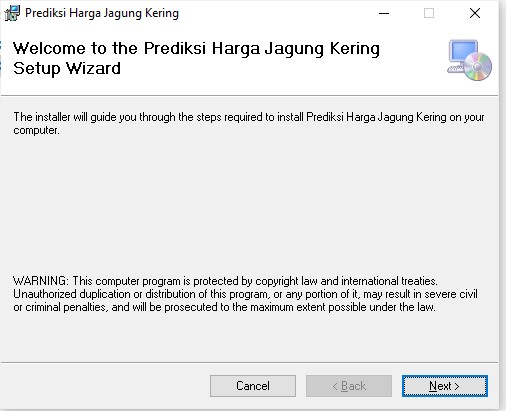 Prediksi Harga Jagung Kering
Welcome to the Prediksi Harga Jagung Kering
Setup Wizard
The installer will guide you through the steps required to install Prediksi Harga Jagung Kering on your
computer.
WARNING: This computer program is protected by copyright law and international treaties.
Unauthorized duplication or distribution of this program, or any portion of it, may result in severe civil
or criminal penalties, and will be prosecuted to the maximum extent possible under the law.
Cancel < Back Next >